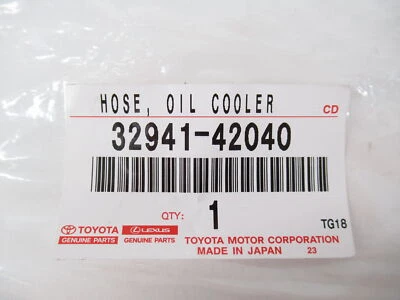 HOSE, OIL COOLER
CD
32941-42040
QTY: 1
TG18
TOYOTA LEXUS
GENUINE PARTS GENUINE PARTS
TOYOTA MOTOR CORPORATION
MADE IN JAPAN 23